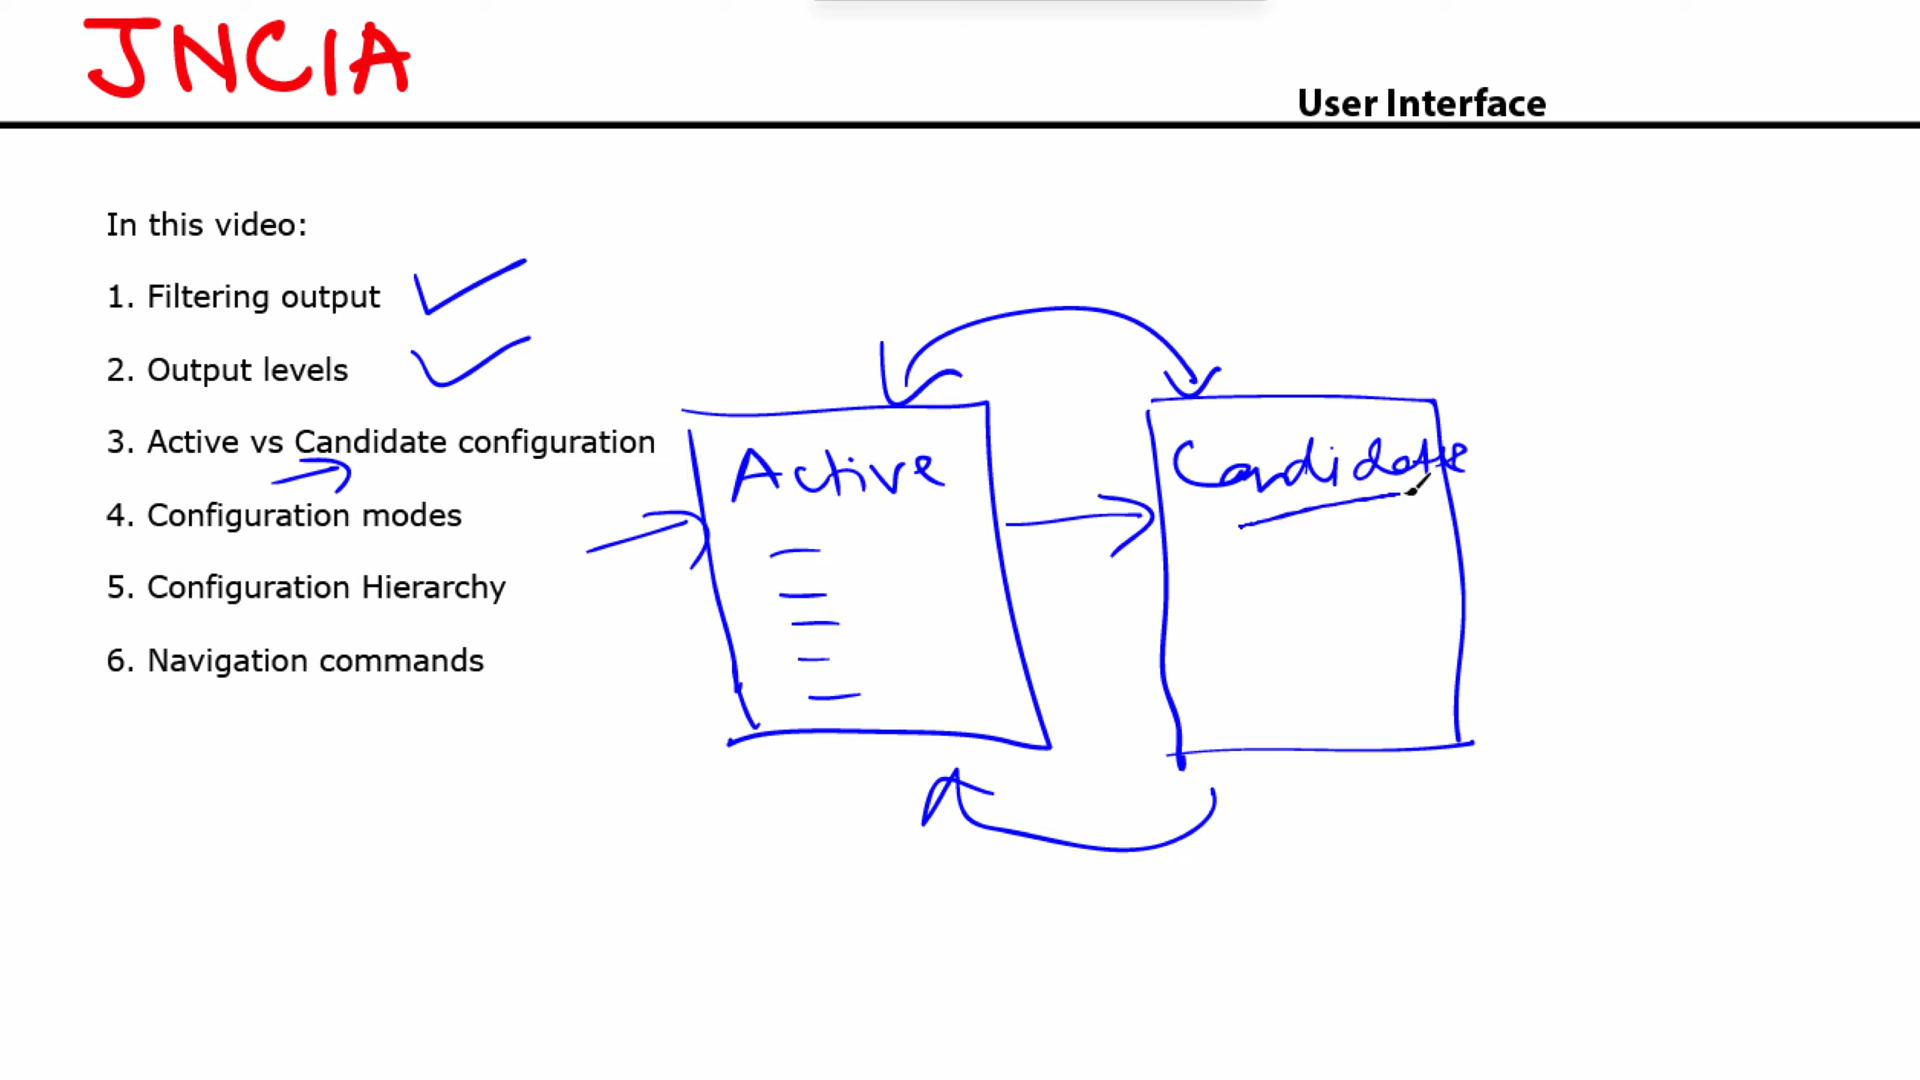 JNCIA
User Interface
In this video:
1. Filtering output
2. Output levels
3. Active vs Candidate configuration
4. Configuration modes
5. Configuration Hierarchy
6. Navigation commands
Active
Candidate